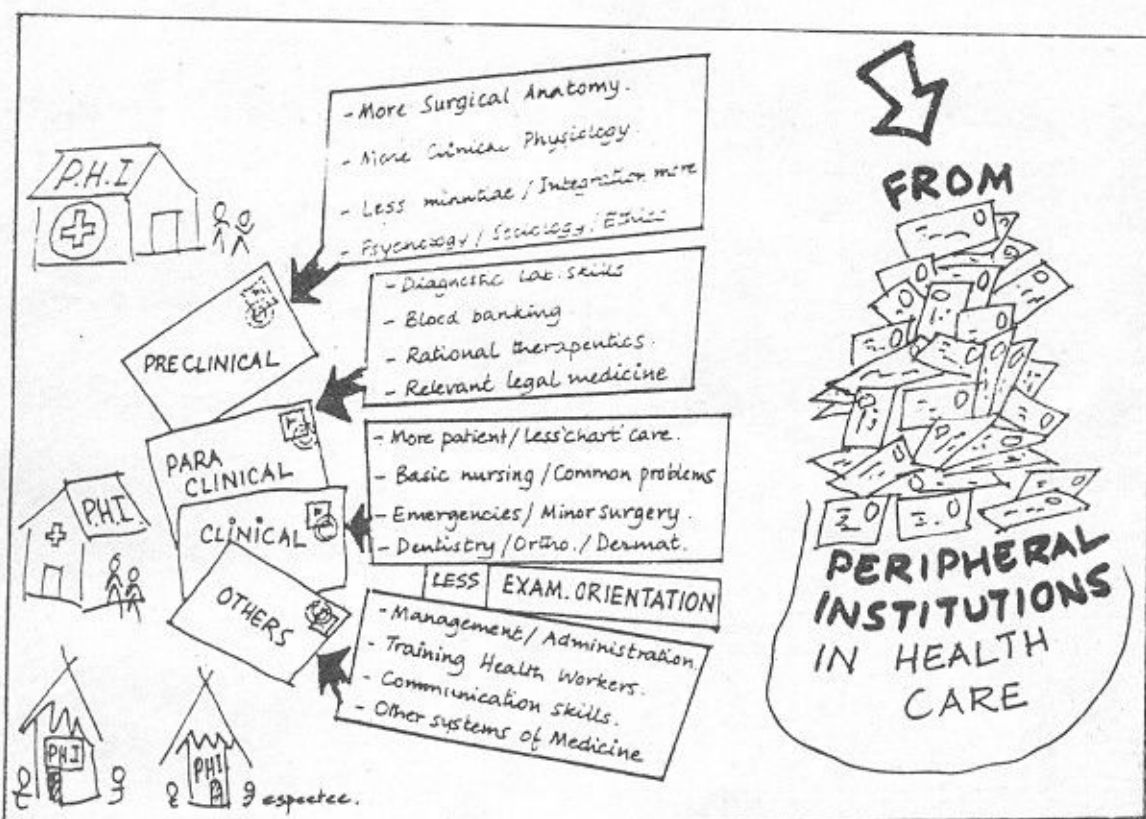 P.H.I
- More Surgical Anatomy.
- More Clinical Physiology
- Less minutiae / Integration more
- Psychology / Sociology / Ethics
PRECLINICAL
- Diagnostic Lab. skills
- Blood banking.
- Rational therapeutics.
- Relevant legal medicine
PARA
CLINICAL
P.H.I
CLINICAL
- More patient / Less 'chart' care.
- Basic nursing / Common problems
- Emergencies / Minor surgery.
- Dentistry / Ortho. / Dermat.
LESS EXAM. ORIENTATION
OTHERS
- Management / Administration.
- Training Health Workers.
- Communication skills.
- Other systems of Medicine
PHI
PHI
FROM
PERIPHERAL
INSTITUTIONS
IN HEALTH
CARE